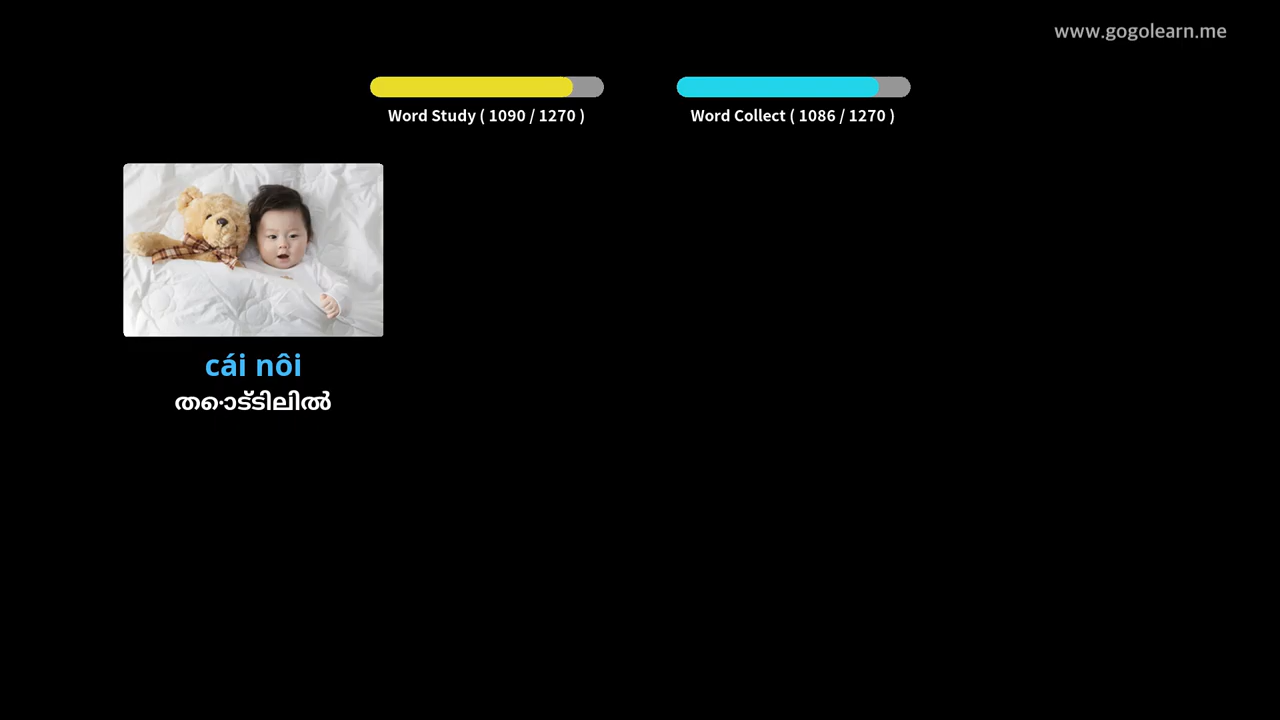 www.gogolearn.me
Word Study ( 1090 / 1270 )
Word Collect ( 1086 / 1270 )
cái nôi
തൊട്ടിലിൽ